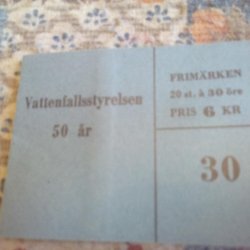 Vattenfallsstyrelsen
50 år
FRIMÄRKEN
20 st. à 30 öre
PRIS 6 KR
30